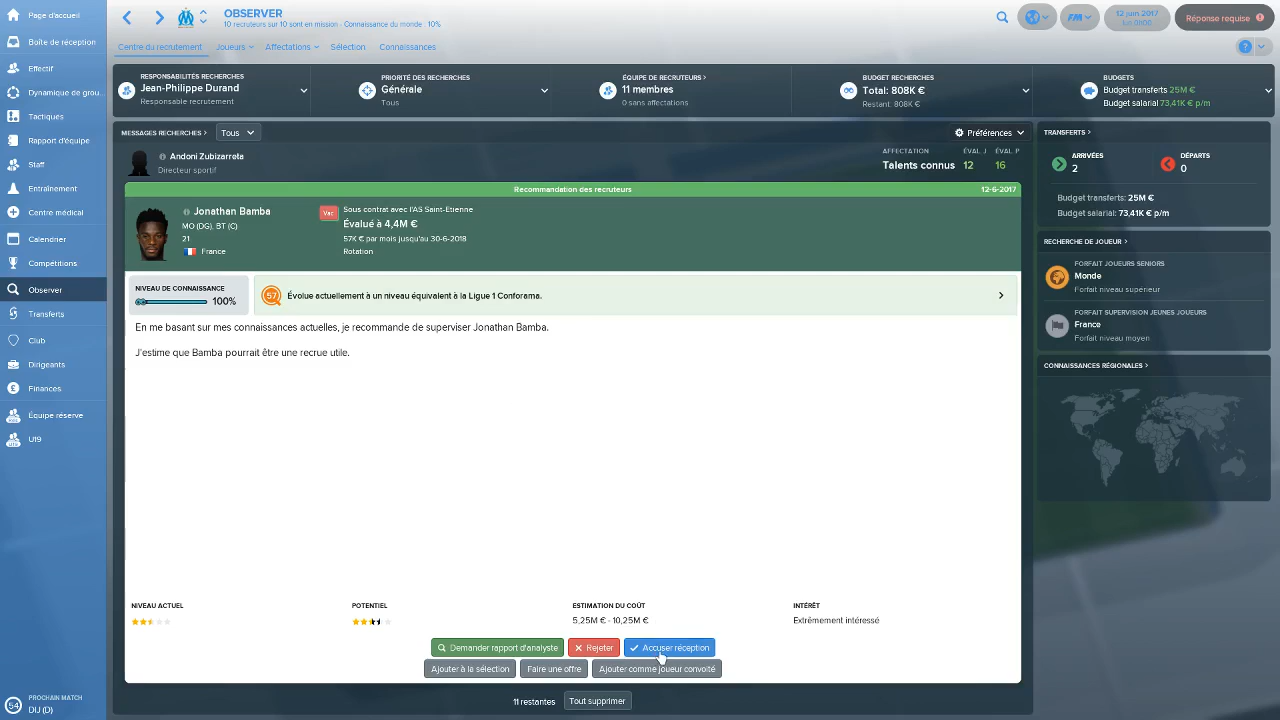 Page d'accueil
Boîte de réception
Effectif
Dynamique de grou...
Tactiques
Rapport d'équipe
Staff
Entraînement
Centre médical
Calendrier
Compétitions
Observer
Transferts
Club
Dirigeants
Finances
Équipe réserve
U19
PROCHAIN MATCH
54 DIJ (D)
OBSERVER
10 recruteurs sur 10 sont en mission - Connaissance du monde : 10%
FM
12 juin 2017
lun 0h00
Réponse requise
Centre du recrutement Joueurs Affectations Sélection Connaissances
?
RESPONSABILITÉS RECHERCHES
Jean-Philippe Durand
Responsable recrutement
PRIORITÉ DES RECHERCHES
Générale
Tous
ÉQUIPE DE RECRUTEURS >
11 membres
0 sans affectations
BUDGET RECHERCHES
Total: 808K €
Restant: 808K €
BUDGETS
Budget transferts 25M €
Budget salarial 73,41K € p/m
MESSAGES RECHERCHES > Tous
Préférences
Andoni Zubizarreta
Directeur sportif
AFFECTATION ÉVAL J ÉVAL P
Talents connus 12 16
Recommandation des recruteurs 12-6-2017
Jonathan Bamba
MO (DG), BT (C)
21
France
Vac
Sous contrat avec l'AS Saint-Etienne
Évalué à 4,4M €
57K € par mois jusqu'au 30-6-2018
Rotation
NIVEAU DE CONNAISSANCE
100%
57 Évolue actuellement à un niveau équivalent à la Ligue 1 Conforama.
En me basant sur mes connaissances actuelles, je recommande de superviser Jonathan Bamba.
J'estime que Bamba pourrait être une recrue utile.
NIVEAU ACTUEL POTENTIEL ESTIMATION DU COÛT INTÉRÊT
5,25M € - 10,25M € Extrêmement intéressé
Demander rapport d'analyste Rejeter Accuser réception
Ajouter à la sélection Faire une offre Ajouter comme joueur convoité
11 restantes Tout supprimer
TRANSFERTS >
ARRIVÉES
2
DÉPARTS
0
Budget transferts: 25M €
Budget salarial: 73,41K € p/m
RECHERCHE DE JOUEUR >
FORFAIT JOUEURS SENIORS
Monde
Forfait niveau supérieur
FORFAIT SUPERVISION JEUNES JOUEURS
France
Forfait niveau moyen
CONNAISSANCES RÉGIONALES >